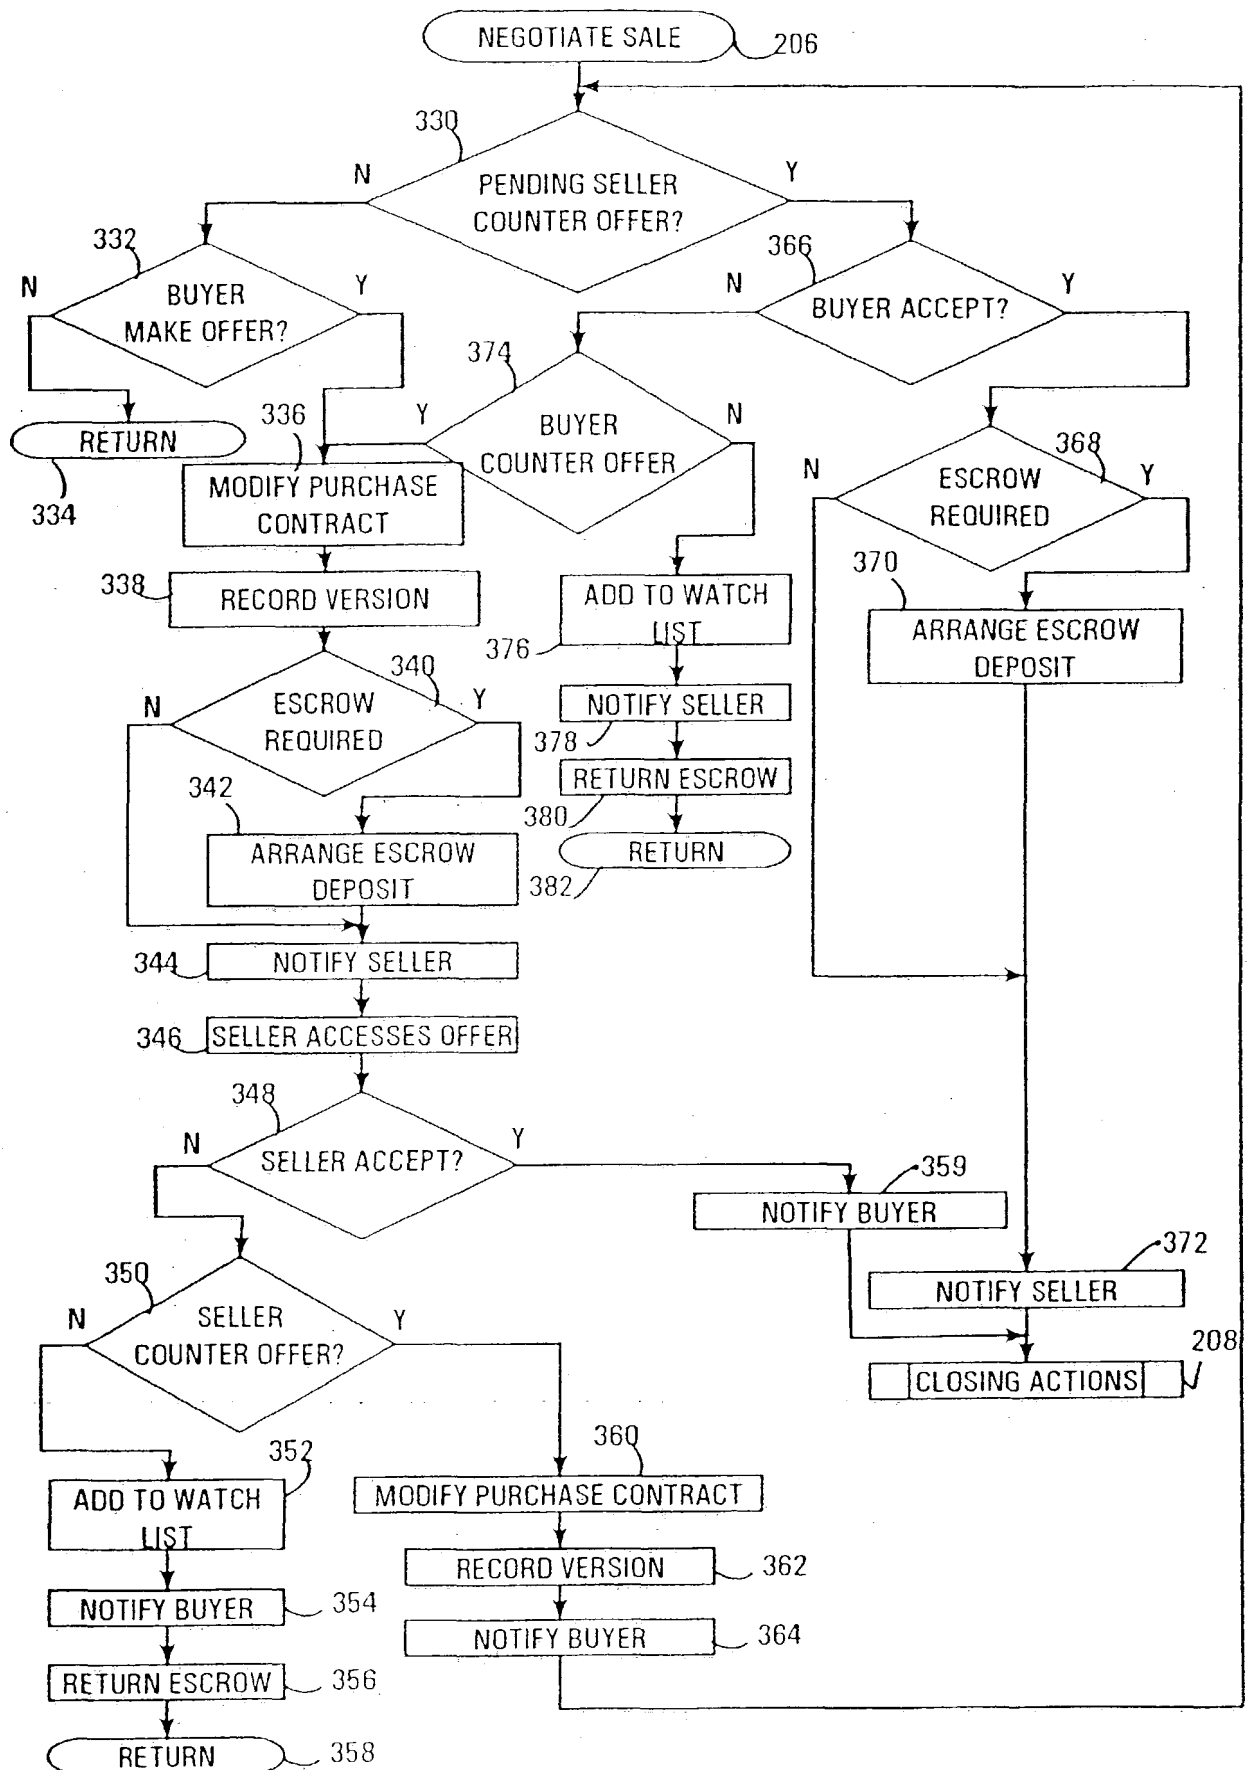 NEGOTIATE SALE
206
330
N
Y
PENDING SELLER
COUNTER OFFER?
332
N
Y
BUYER
MAKE OFFER?
366
N
Y
BUYER ACCEPT?
374
Y
N
BUYER
COUNTER OFFER
RETURN
334
336
MODIFY PURCHASE
CONTRACT
368
N
Y
ESCROW
REQUIRED
338
RECORD VERSION
ADD TO WATCH
LIST
376
370
ARRANGE ESCROW
DEPOSIT
340
N
Y
ESCROW
REQUIRED
NOTIFY SELLER
378
RETURN ESCROW
380
RETURN
382
342
ARRANGE ESCROW
DEPOSIT
344
NOTIFY SELLER
346
SELLER ACCESSES OFFER
348
N
Y
SELLER ACCEPT?
359
NOTIFY BUYER
372
NOTIFY SELLER
208
CLOSING ACTIONS
350
N
Y
SELLER
COUNTER OFFER?
352
ADD TO WATCH
LIST
360
MODIFY PURCHASE CONTRACT
RECORD VERSION
362
NOTIFY BUYER
354
NOTIFY BUYER
364
RETURN ESCROW
356
RETURN
358